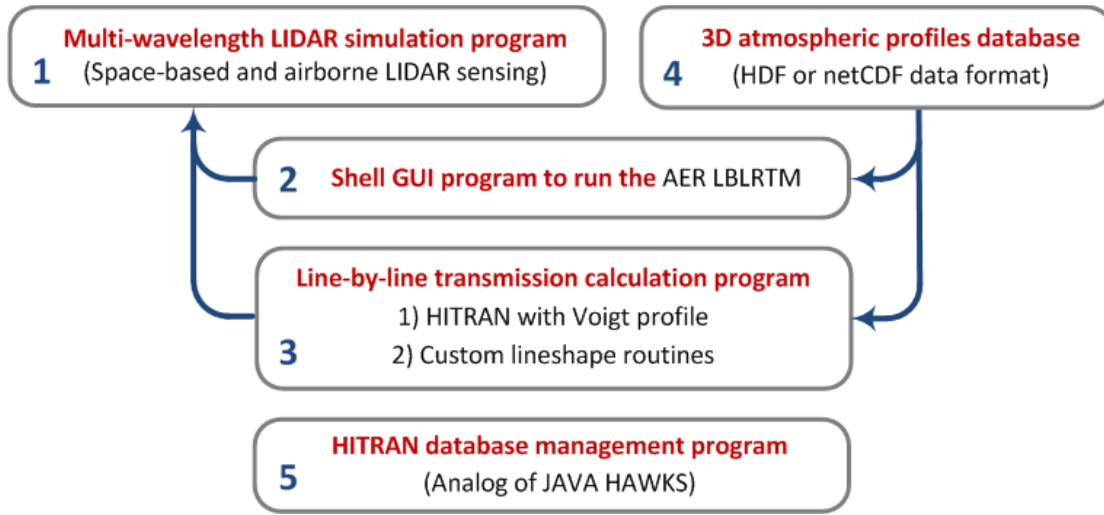 Multi-wavelength LIDAR simulation program
1 (Space-based and airborne LIDAR sensing)
3D atmospheric profiles database
4 (HDF or netCDF data format)
2 Shell GUI program to run the AER LBLRTM
Line-by-line transmission calculation program
1) HITRAN with Voigt profile
3 2) Custom lineshape routines
HITRAN database management program
5 (Analog of JAVA HAWKS)